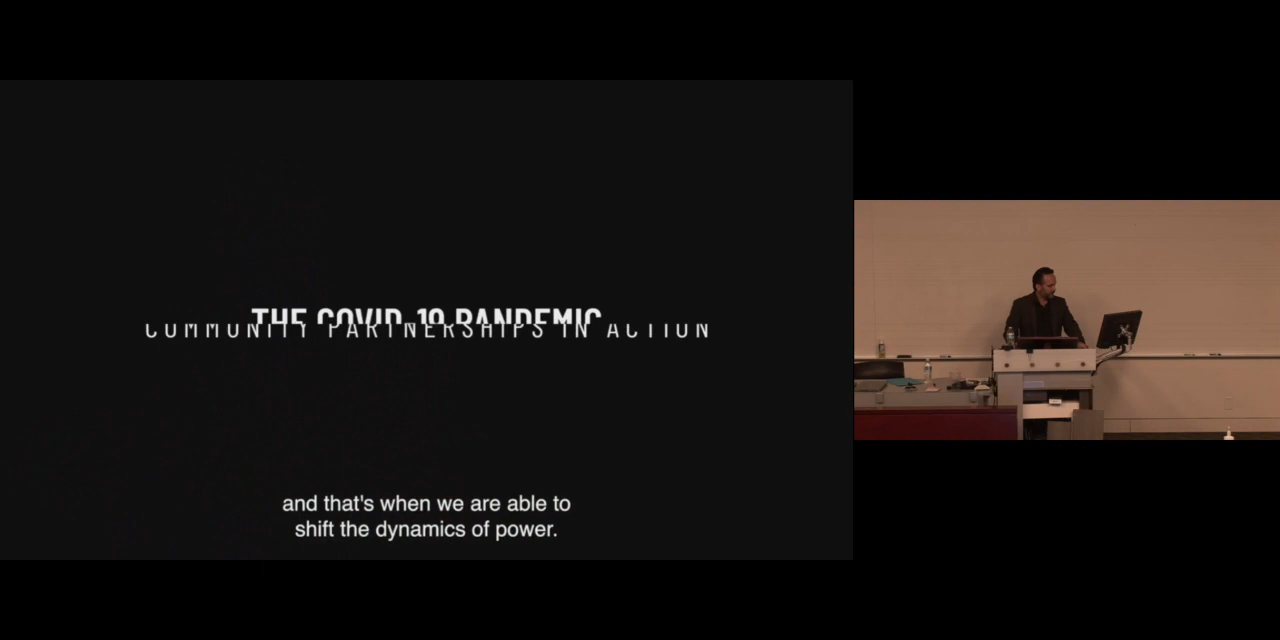 THE COVID-19 PANDEMIC
COMMUNITY PARTNERSHIPS IN ACTION
and that's when we are able to
shift the dynamics of power.